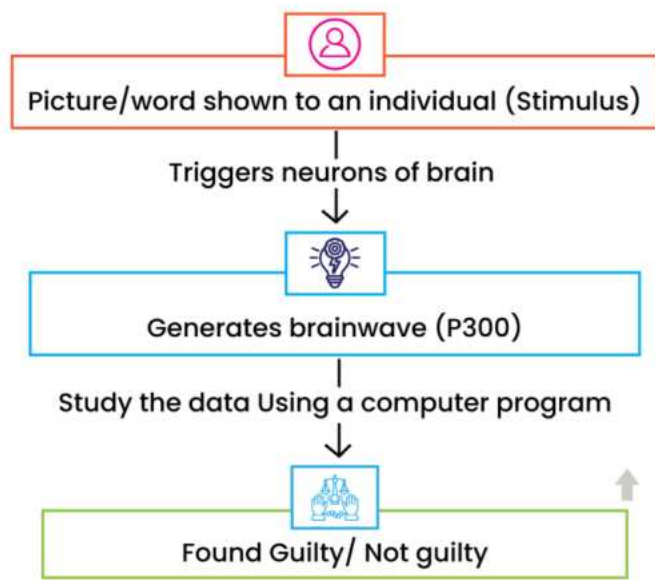 Picture/word shown to an individual (Stimulus)
Triggers neurons of brain
Generates brainwave (P300)
Study the data Using a computer program
Found Guilty/ Not guilty